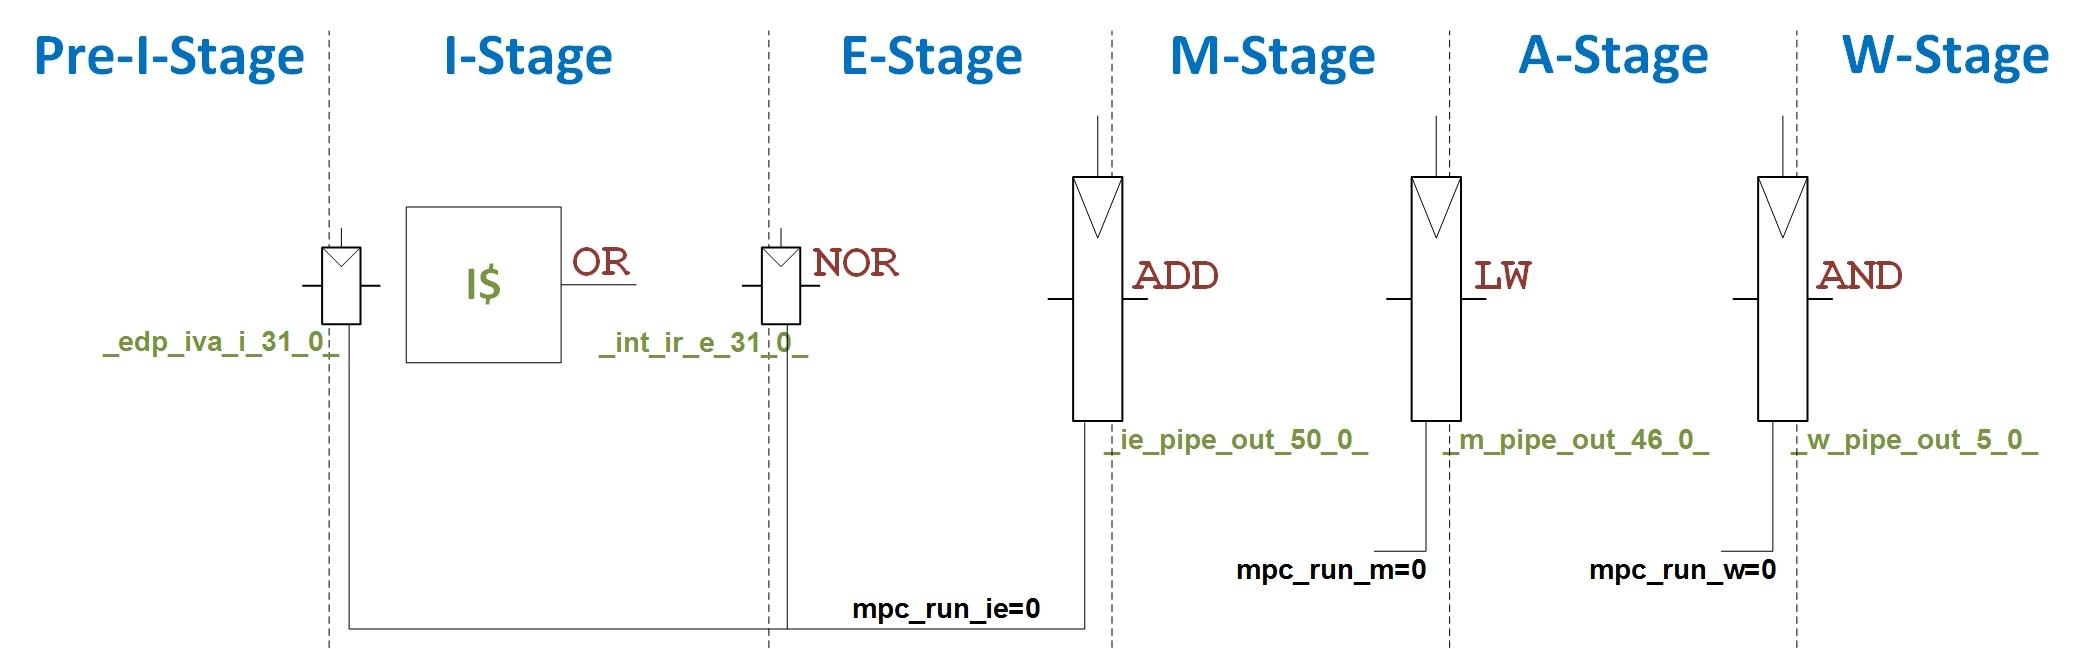 Pre-I-Stage I-Stage E-Stage M-Stage A-Stage W-Stage
I$ OR NOR ADD LW AND
_edp_iva_i_31_0_ _int_ir_e_31_0_
_ie_pipe_out_50_0_ _m_pipe_out_46_0_ _w_pipe_out_5_0_
mpc_run_m=0 mpc_run_w=0
mpc_run_ie=0